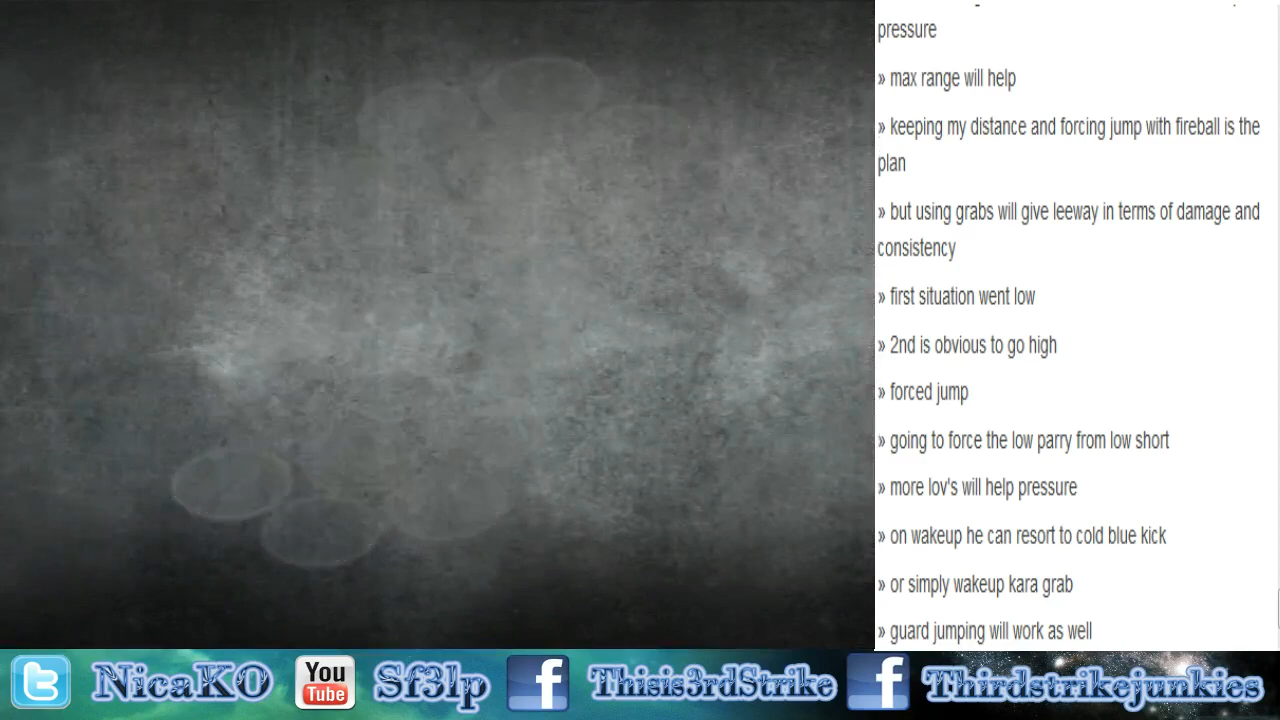 pressure
» max range will help
» keeping my distance and forcing jump with fireball is the
plan
» but using grabs will give leeway in terms of damage and
consistency
» first situation went low
» 2nd is obvious to go high
» forced jump
» going to force the low parry from low short
» more lov's will help pressure
» on wakeup he can resort to cold blue kick
» or simply wakeup kara grab
» guard jumping will work as well
NicaKO
You
Tube
Sf3lp
Thisis3rdStrike
Thirdstrikejunkies